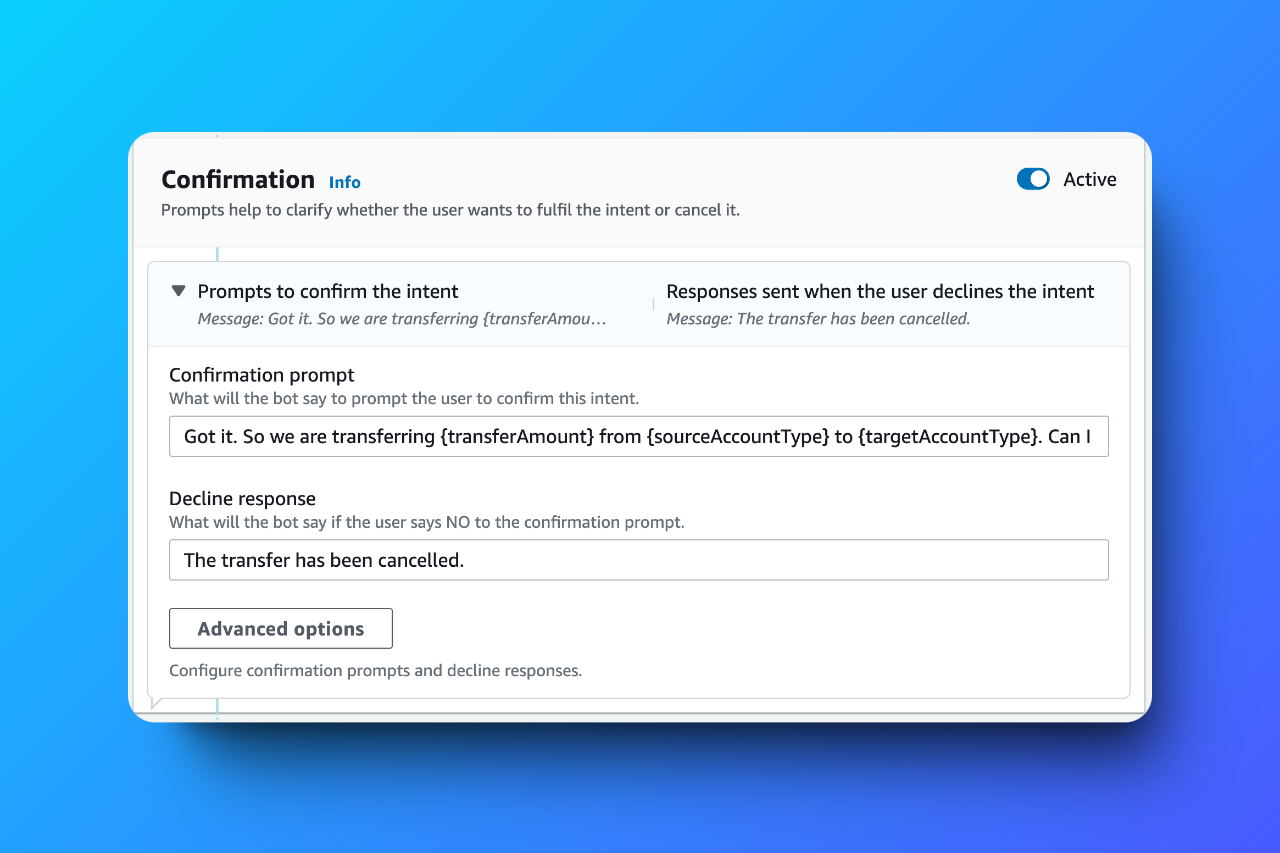 Confirmation Info
Active
Prompts help to clarify whether the user wants to fulfil the intent or cancel it.
Prompts to confirm the intent
Message: Got it. So we are transferring {transferAmou…
Responses sent when the user declines the intent
Message: The transfer has been cancelled.
Confirmation prompt
What will the bot say to prompt the user to confirm this intent.
Got it. So we are transferring {transferAmount} from {sourceAccountType} to {targetAccountType}. Can I
Decline response
What will the bot say if the user says NO to the confirmation prompt.
The transfer has been cancelled.
Advanced options
Configure confirmation prompts and decline responses.